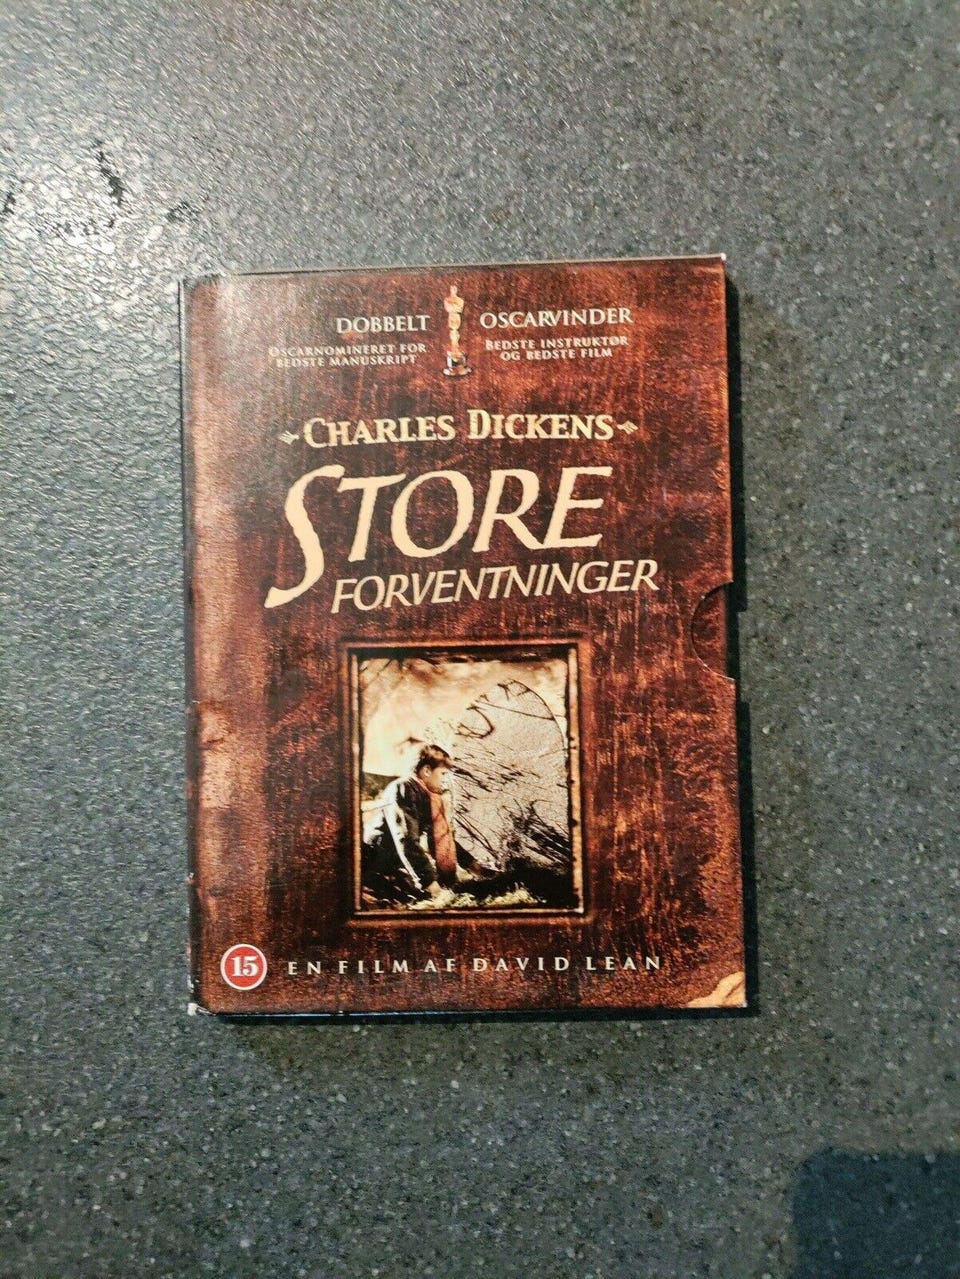 DOBBELT OSCARVINDER
OSCARNOMINERET FOR
BEDSTE MANUSKRIPT
BEDSTE INSTRUKTØR
OG BEDSTE FILM
CHARLES DICKENS
STORE
FORVENTNINGER
15 EN FILM AF DAVID LEAN